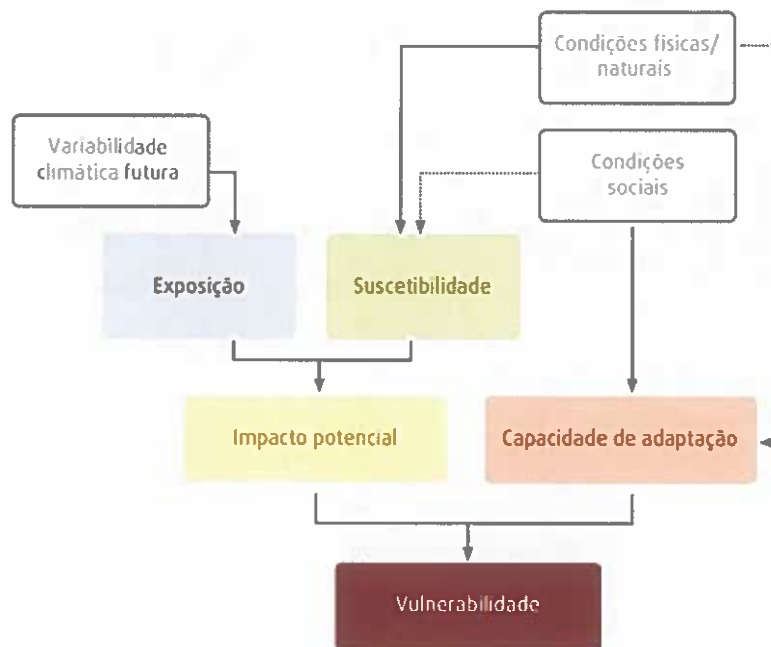 Condições físicas/
naturais
Variabilidade
climática futura
Condições
sociais
Exposição
Suscetibilidade
Impacto potencial
Capacidade de adaptação
Vulnerabilidade